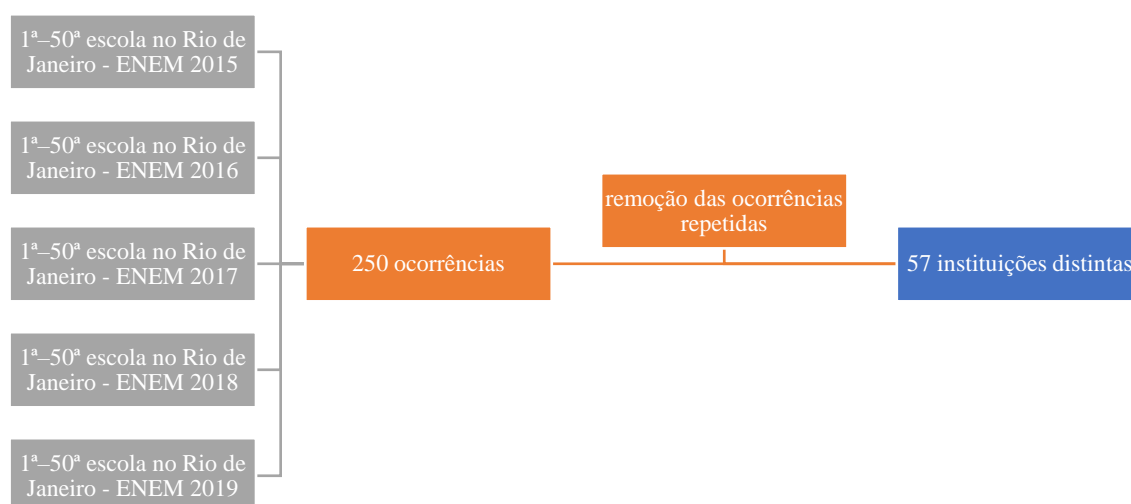 1ª–50ª escola no Rio de
Janeiro - ENEM 2015
1ª–50ª escola no Rio de
Janeiro - ENEM 2016
1ª–50ª escola no Rio de
Janeiro - ENEM 2017
1ª–50ª escola no Rio de
Janeiro - ENEM 2018
1ª–50ª escola no Rio de
Janeiro - ENEM 2019
250 ocorrências
remoção das ocorrências
repetidas
57 instituições distintas